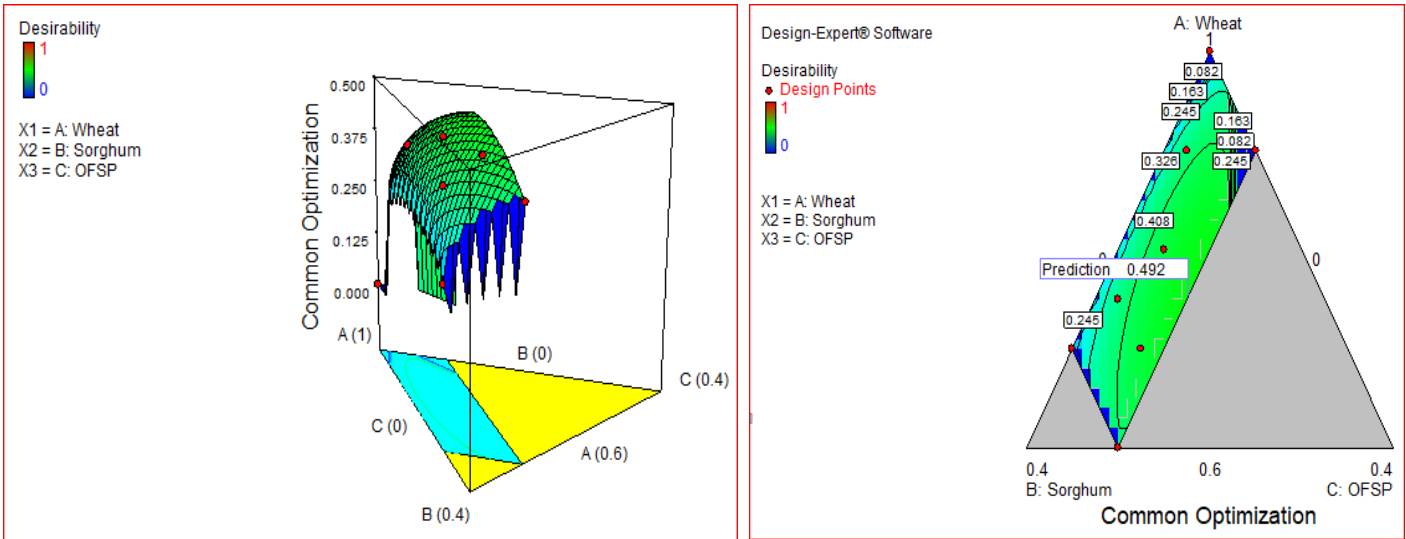 Desirability
1
0
X1 = A: Wheat
X2 = B: Sorghum
X3 = C: OFSP
0.500
0.375
0.250
0.125
0.000
Common Optimization
A (1)
B (0)
C (0.4)
C (0)
A (0.6)
B (0.4)
Design-Expert® Software
Desirability
Design Points
1
0
X1 = A: Wheat
X2 = B: Sorghum
X3 = C: OFSP
A: Wheat
1
0.082
0.163
0.245
0.163
0.082
0.326
0.245
0.408
0
0
Prediction 0.492
0.245
0.4
0.6
0.4
B: Sorghum
C: OFSP
Common Optimization